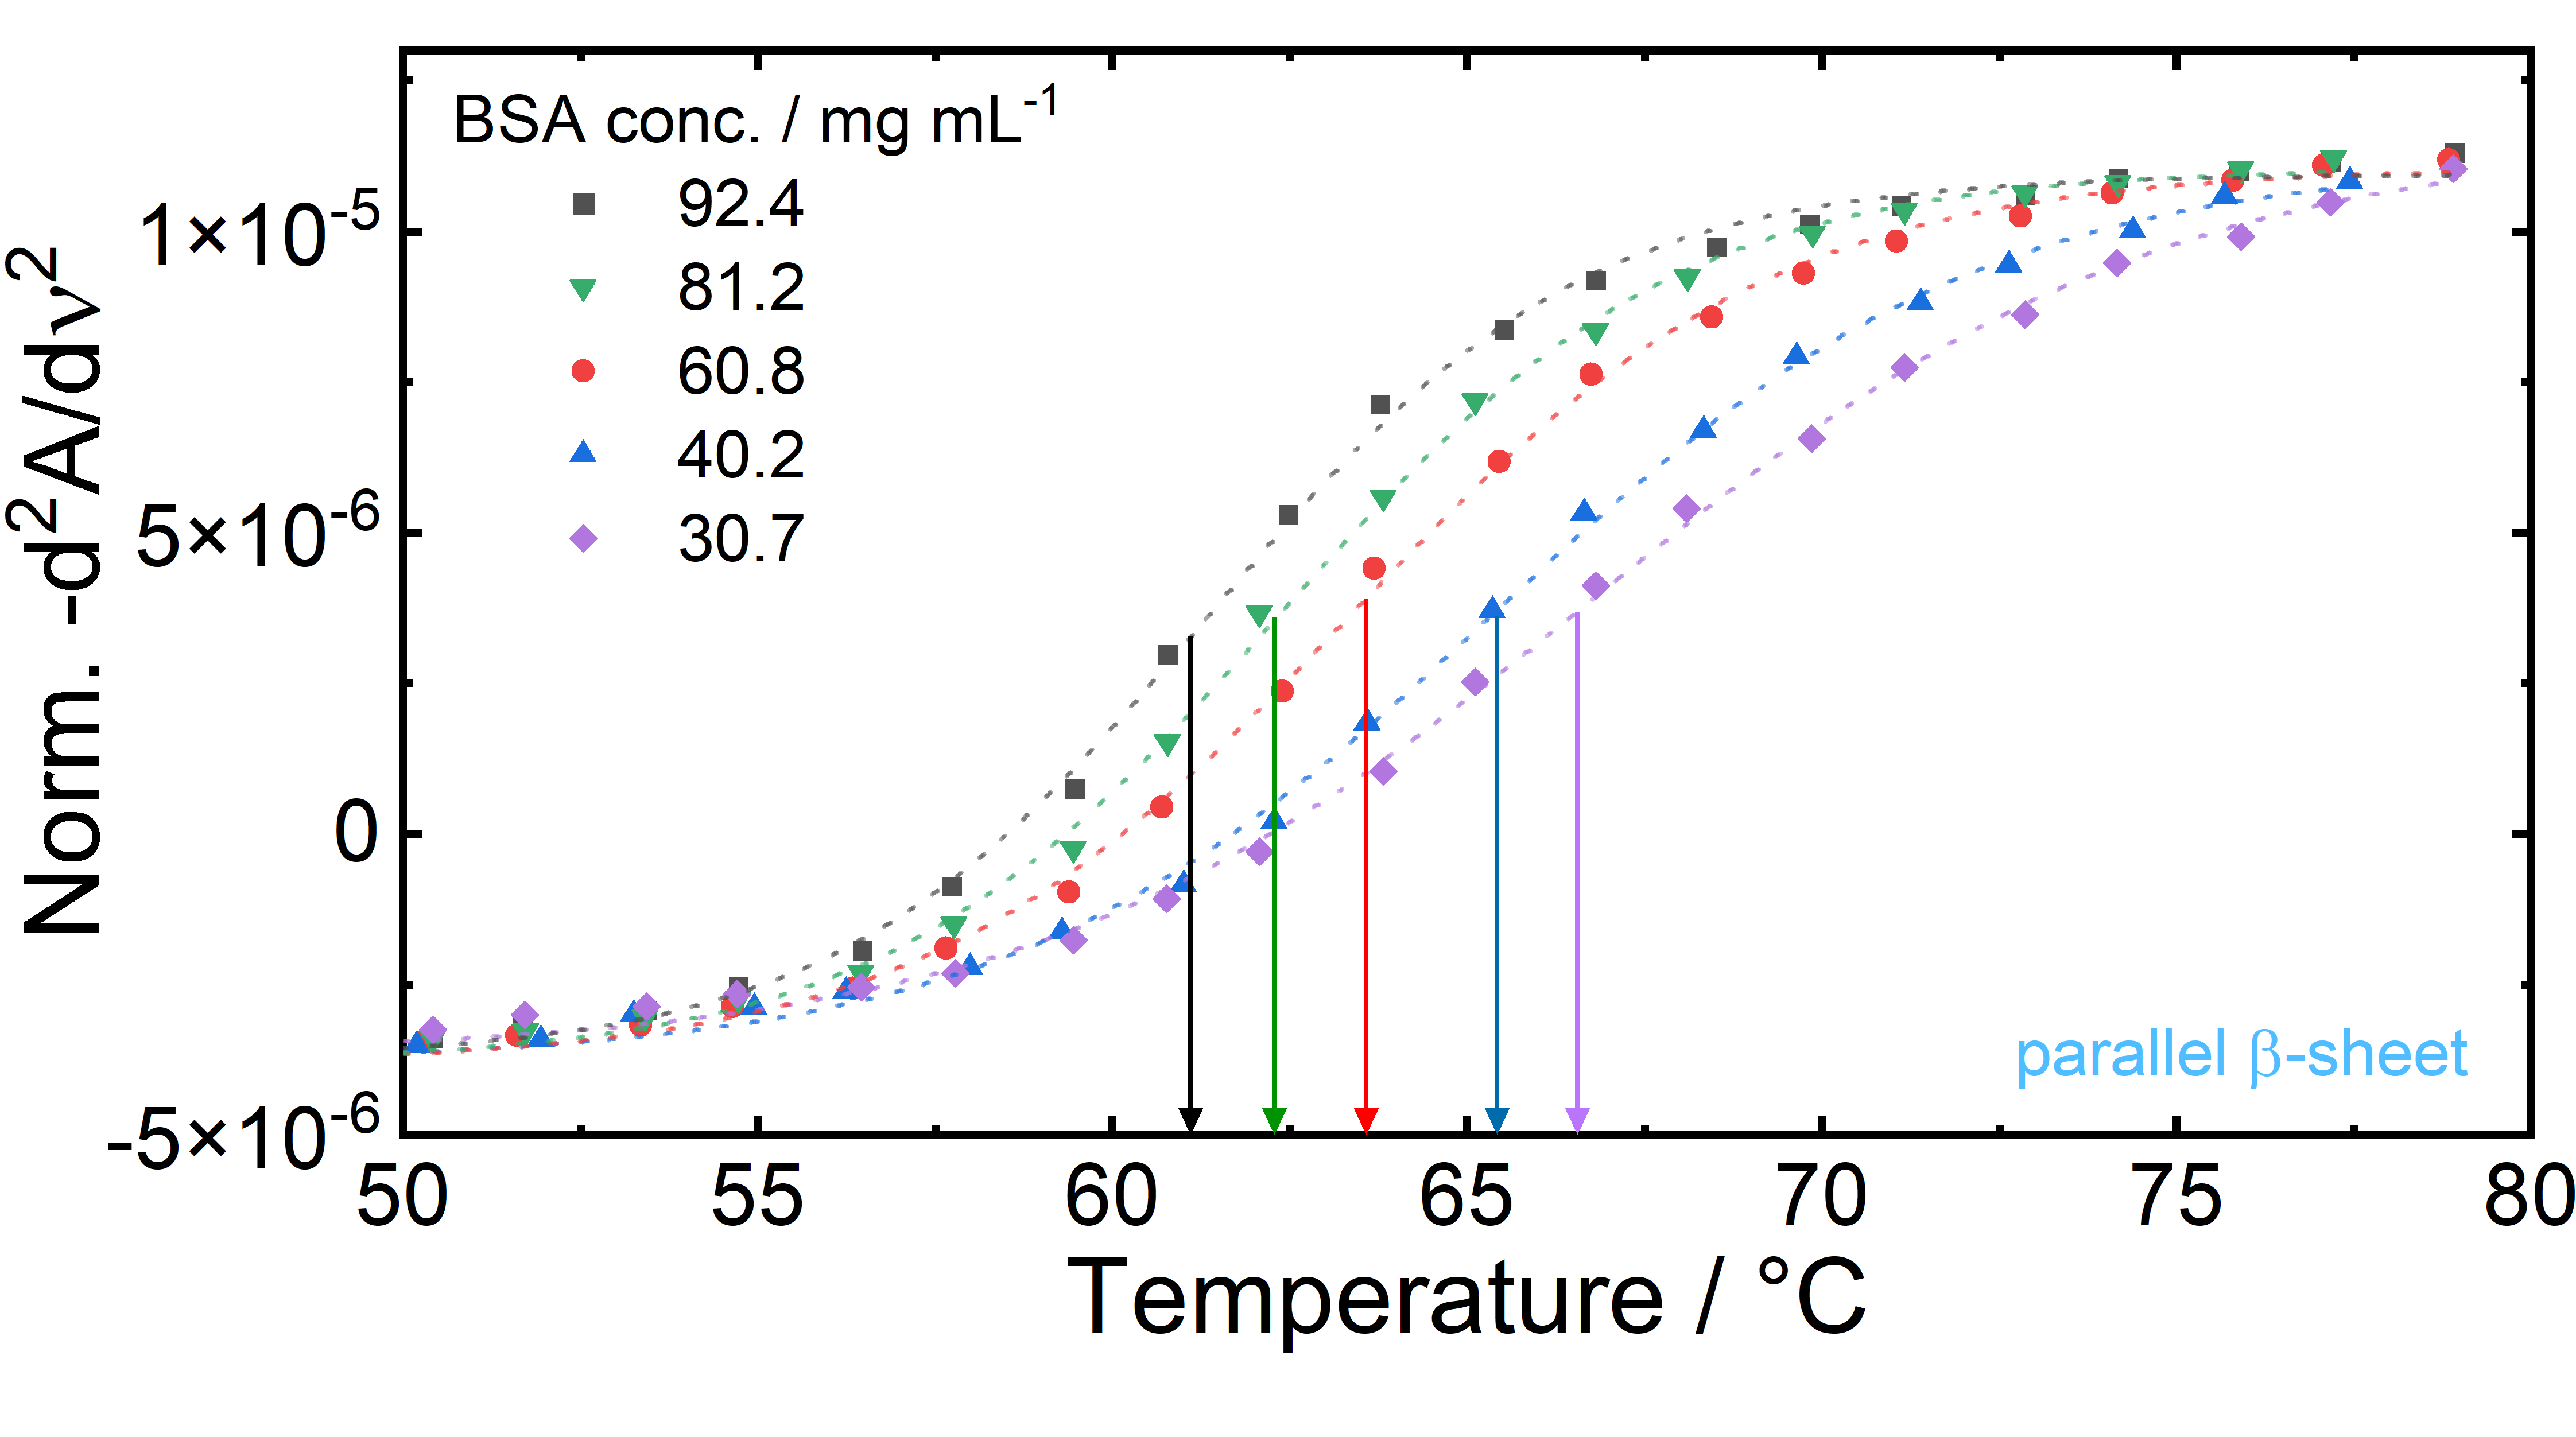 BSA conc. / mg mL⁻¹
92.4
81.2
60.8
40.2
30.7
Norm. -d²A/dν²
1×10⁻⁵
5×10⁻⁶
0
-5×10⁻⁶
parallel β-sheet
50 55 60 65 70 75 80
Temperature / °C